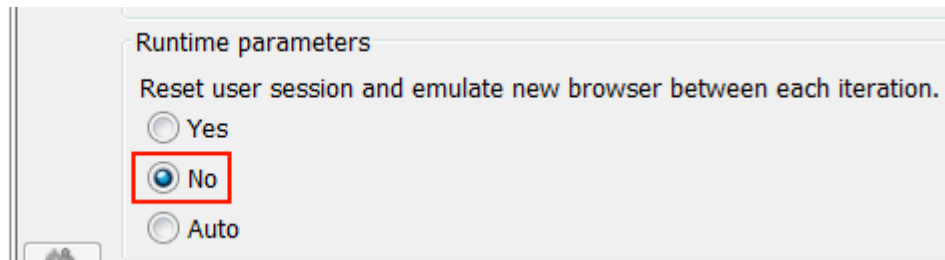 Runtime parameters
Reset user session and emulate new browser between each iteration.
Yes
No
Auto